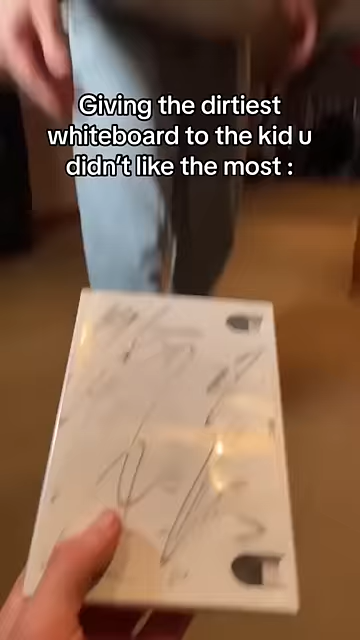 Giving the dirtiest
whiteboard to the kid u
didn't like the most :